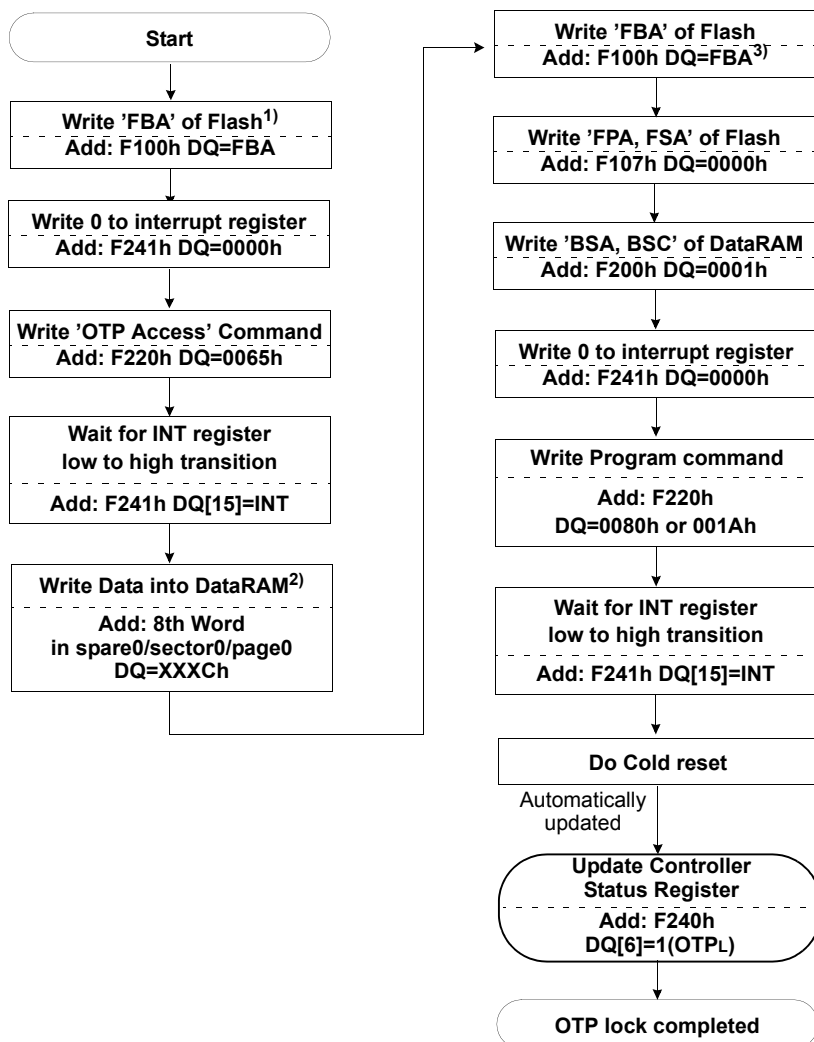 Start
Write ’FBA’ of Flash1)
Add: F100h DQ=FBA
Write 0 to interrupt register
Add: F241h DQ=0000h
Write ’OTP Access’ Command
Add: F220h DQ=0065h
Wait for INT register
low to high transition
Add: F241h DQ[15]=INT
Write Data into DataRAM2)
Add: 8th Word
in spare0/sector0/page0
DQ=XXXCh
Write ’FBA’ of Flash
Add: F100h DQ=FBA3)
Write ’FPA, FSA’ of Flash
Add: F107h DQ=0000h
Write ’BSA, BSC’ of DataRAM
Add: F200h DQ=0001h
Write 0 to interrupt register
Add: F241h DQ=0000h
Write Program command
Add: F220h
DQ=0080h or 001Ah
Wait for INT register
low to high transition
Add: F241h DQ[15]=INT
Do Cold reset
Automatically
updated
Update Controller
Status Register
Add: F240h
DQ[6]=1(OTPL)
OTP lock completed